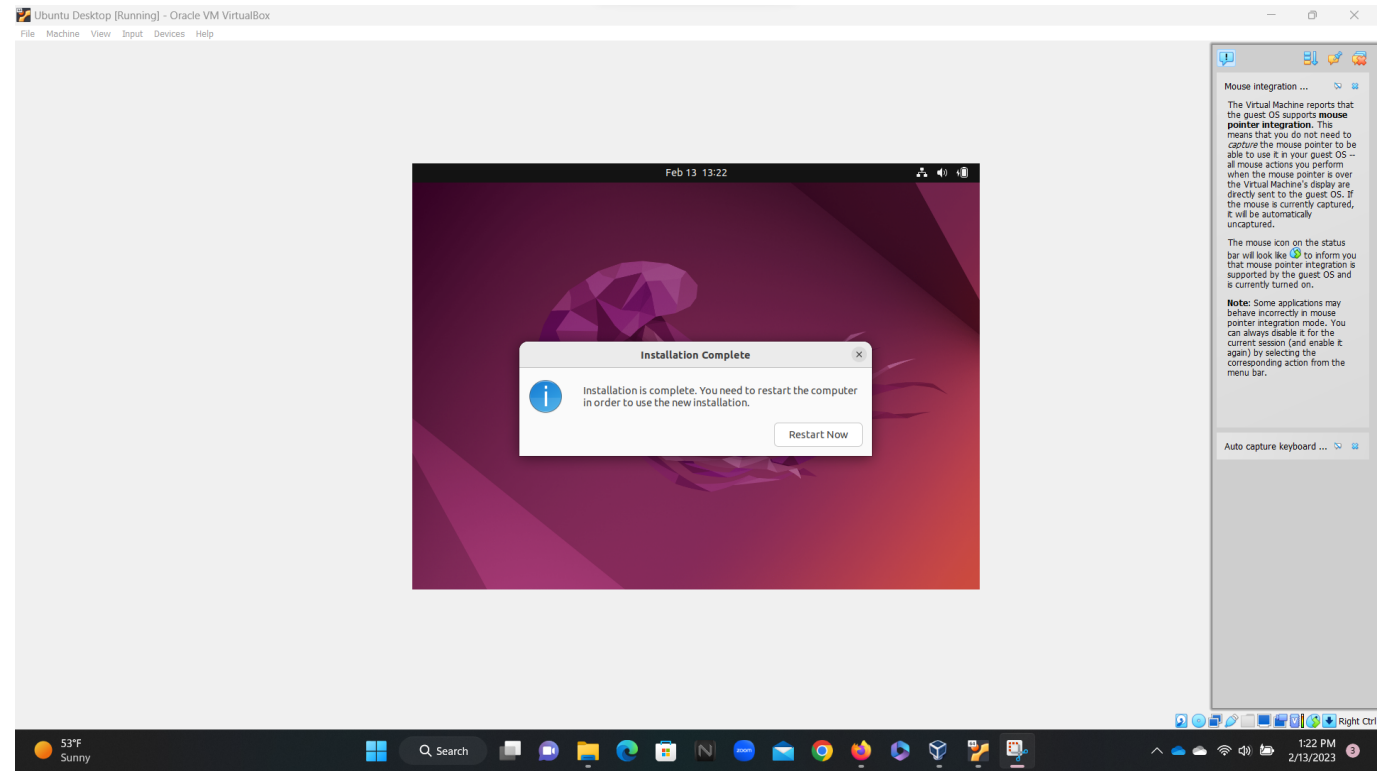 Ubuntu Desktop [Running] - Oracle VM VirtualBox
File Machine View Input Devices Help
Feb 13 13:22
Installation Complete
Installation is complete. You need to restart the computer
in order to use the new installation.
Restart Now
Mouse integration ...
The Virtual Machine reports that
the guest OS supports mouse
pointer integration. This
means that you do not need to
capture the mouse pointer to be
able to use it in your guest OS --
all mouse actions you perform
when the mouse pointer is over
the Virtual Machine's display are
directly sent to the guest OS. If
the mouse is currently captured,
it will be automatically
uncaptured.
The mouse icon on the status
bar will look like to inform you
that mouse pointer integration is
supported by the guest OS and
is currently turned on.
Note: Some applications may
behave incorrectly in mouse
pointer integration mode. You
can always disable it for the
current session (and enable it
again) by selecting the
corresponding action from the
menu bar.
Auto capture keyboard ...
Right Ctrl
53°F
Sunny
Search
zoom
1:22 PM
2/13/2023
3